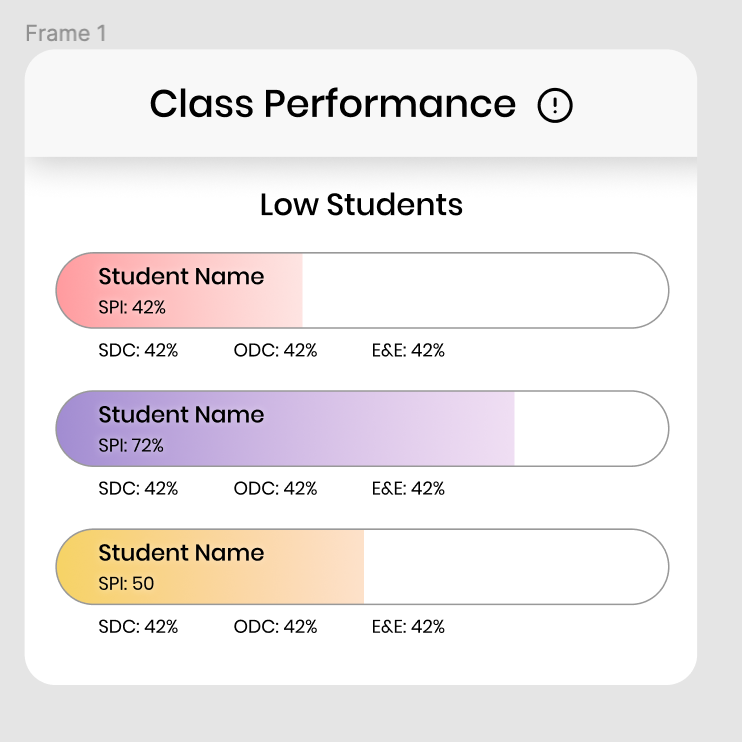 Frame 1
Class Performance
Low Students
Student Name
SPI: 42%
SDC: 42% ODC: 42% E&E: 42%
Student Name
SPI: 72%
SDC: 42% ODC: 42% E&E: 42%
Student Name
SPI: 50
SDC: 42% ODC: 42% E&E: 42%